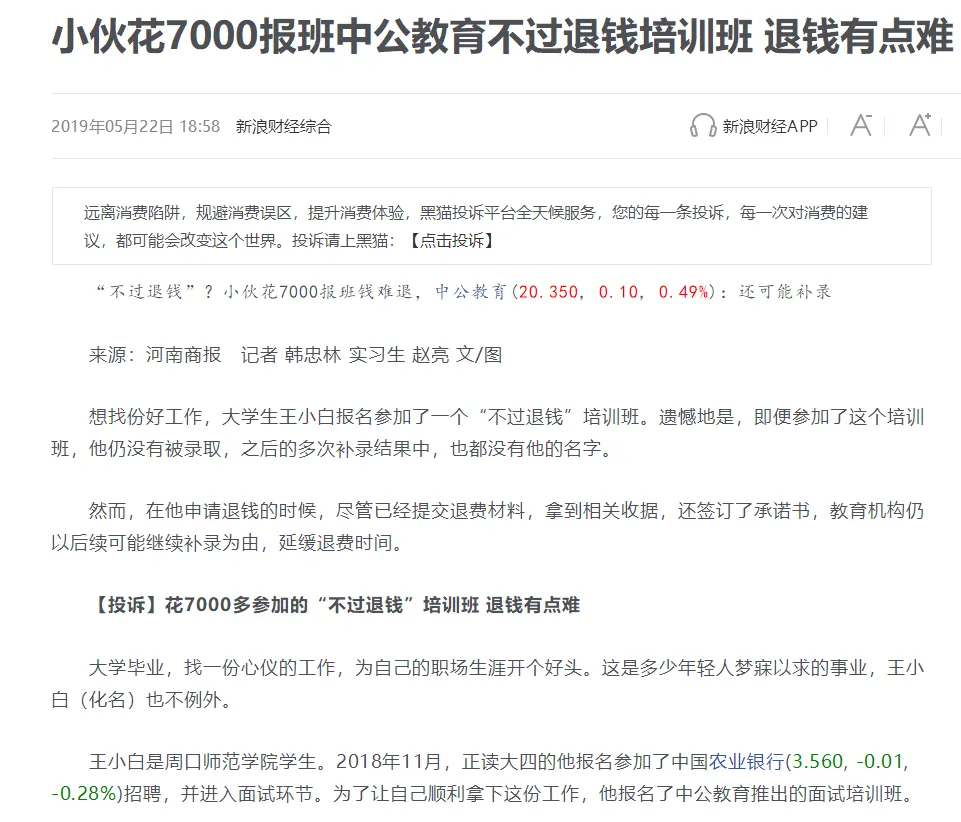 小伙花7000报班中公教育不过退钱培训班 退钱有点难
2019年05月22日 18:58 新浪财经综合
新浪财经APP A- A+
远离消费陷阱，规避消费误区，提升消费体验，黑猫投诉平台全天候服务，您的每一条投诉，每一次对消费的建
议，都可能会改变这个世界。投诉请上黑猫：【点击投诉】
“不过退钱”？小伙花7000报班钱难退，中公教育(20.350, 0.10, 0.49%)：还可能补录
来源：河南商报 记者 韩忠林 实习生 赵亮 文/图
想找份好工作，大学生王小白报名参加了一个“不过退钱”培训班。遗憾地是，即便参加了这个培训
班，他仍没有被录取，之后的多次补录结果中，也都没有他的名字。
然而，在他申请退钱的时候，尽管已经提交退费材料，拿到相关收据，还签订了承诺书，教育机构仍
以后续可能继续补录为由，延缓退费时间。
【投诉】花7000多参加的“不过退钱”培训班 退钱有点难
大学毕业，找一份心仪的工作，为自己的职场生涯开个好头。这是多少年轻人梦寐以求的事业，王小
白（化名）也不例外。
王小白是周口师范学院学生。2018年11月，正读大四的他报名参加了中国农业银行(3.560, -0.01,
-0.28%)招聘，并进入面试环节。为了让自己顺利拿下这份工作，他报名了中公教育推出的面试培训班。